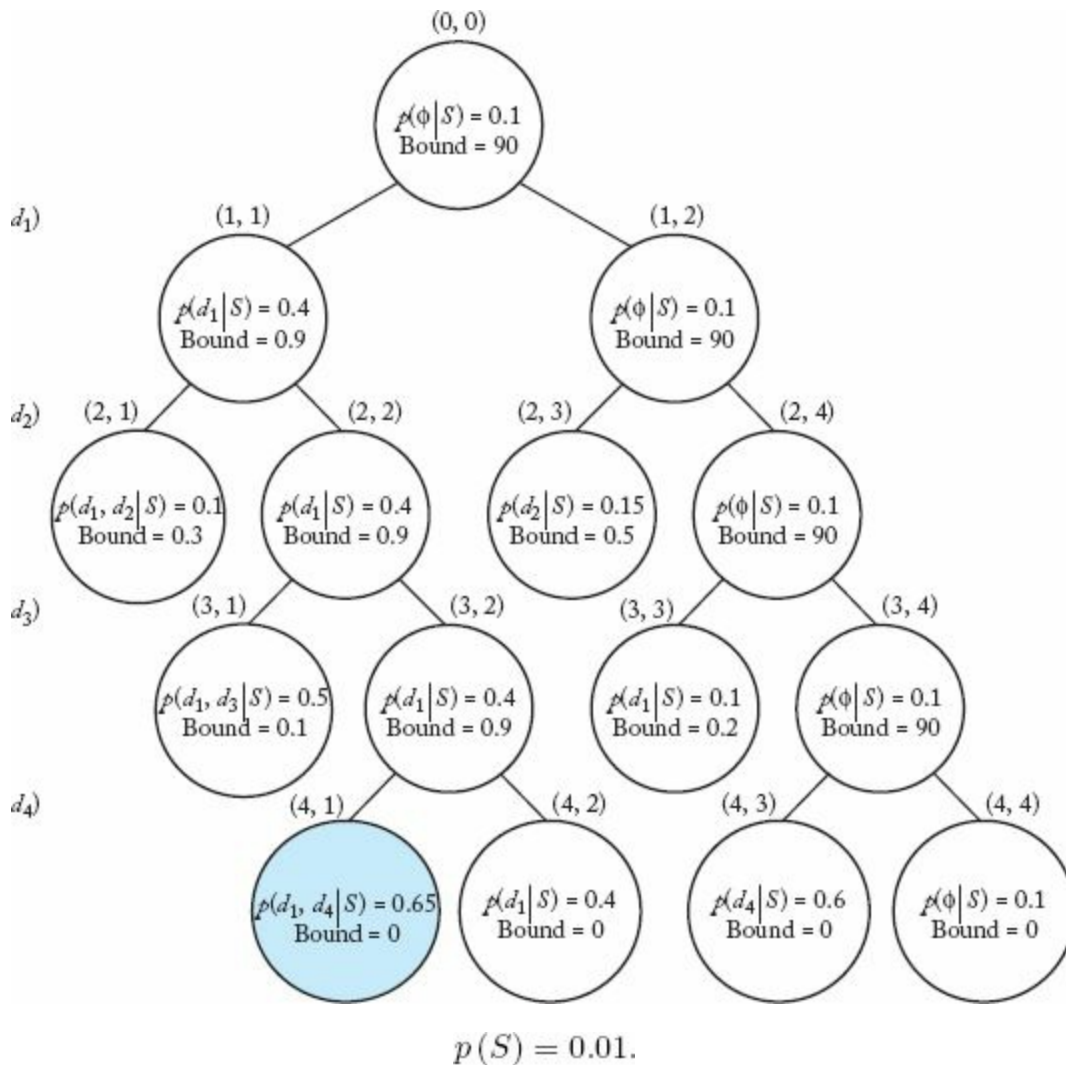 (0, 0)
p(ϕ|S) = 0.1
Bound = 90
d₁)
(1, 1)
(1, 2)
p(d₁|S) = 0.4
Bound = 0.9
p(ϕ|S) = 0.1
Bound = 90
d₂)
(2, 1)
(2, 2)
(2, 3)
(2, 4)
p(d₁, d₂|S) = 0.1
Bound = 0.3
p(d₁|S) = 0.4
Bound = 0.9
p(d₂|S) = 0.15
Bound = 0.5
p(ϕ|S) = 0.1
Bound = 90
d₃)
(3, 1)
(3, 2)
(3, 3)
(3, 4)
p(d₁, d₃|S) = 0.5
Bound = 0.1
p(d₁|S) = 0.4
Bound = 0.9
p(d₁|S) = 0.1
Bound = 0.2
p(ϕ|S) = 0.1
Bound = 90
d₄)
(4, 1)
(4, 2)
(4, 3)
(4, 4)
p(d₁, d₄|S) = 0.65
Bound = 0
p(d₁|S) = 0.4
Bound = 0
p(d₄|S) = 0.6
Bound = 0
p(ϕ|S) = 0.1
Bound = 0
p (S) = 0.01.